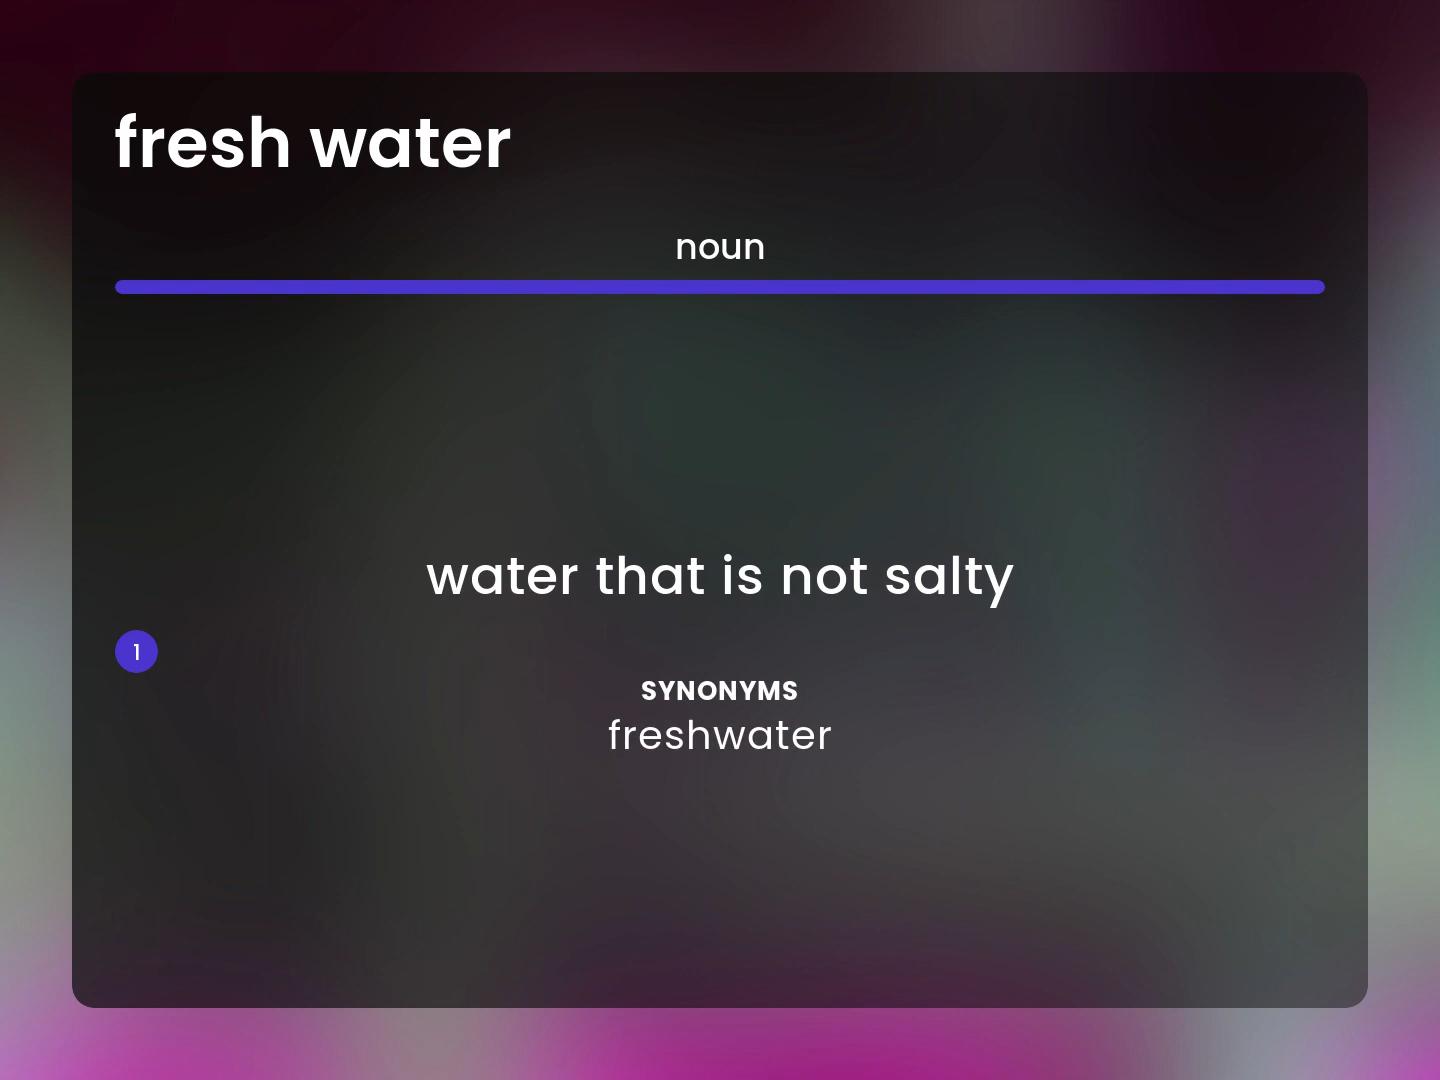 fresh water
noun
water that is not salty
1
SYNONYMS
freshwater